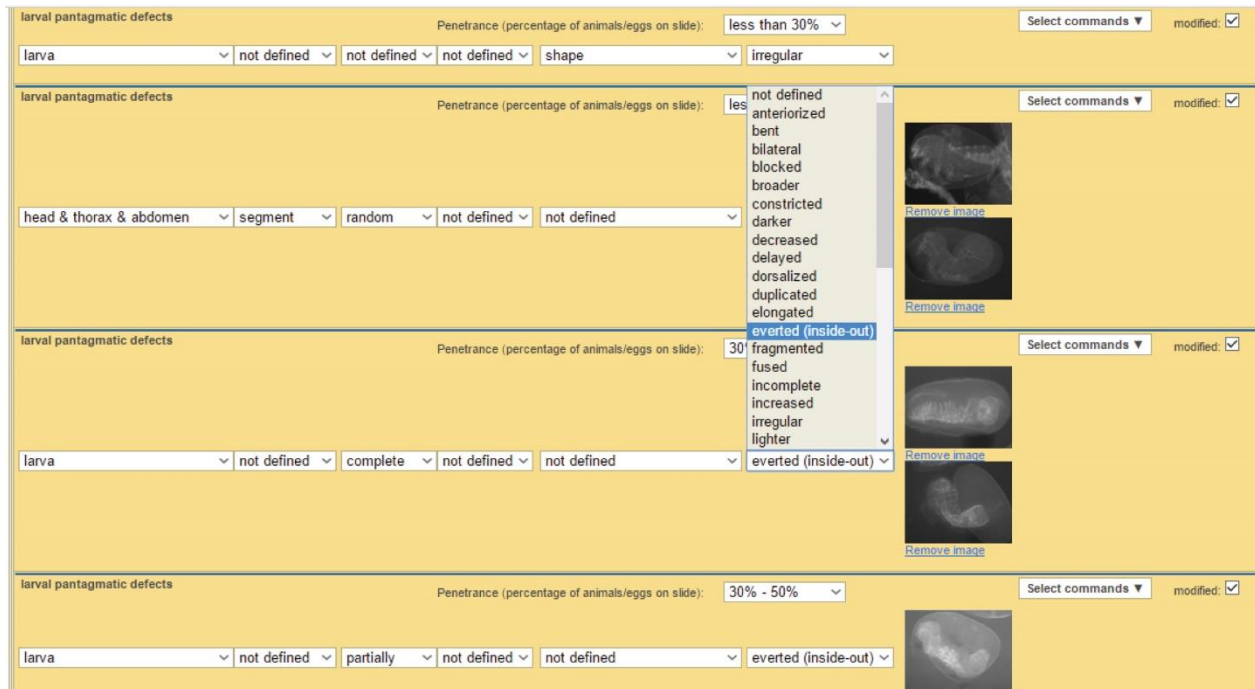 larval pantagmatic defects
Penetrance (percentage of animals/eggs on slide): less than 30% Select commands ▼ modified:
larva not defined not defined not defined shape irregular
larval pantagmatic defects
Penetrance (percentage of animals/eggs on slide): les Select commands ▼ modified:
not defined
anteriorized
bent
bilateral
blocked
broader
constricted
darker
decreased
delayed
dorsalized
duplicated
elongated
everted (inside-out)
fragmented
fused
incomplete
increased
irregular
lighter
head & thorax & abdomen segment random not defined not defined
Remove image
Remove image
larval pantagmatic defects
Penetrance (percentage of animals/eggs on slide): 30% Select commands ▼ modified:
larva not defined complete not defined not defined everted (inside-out)
Remove image
Remove image
larval pantagmatic defects
Penetrance (percentage of animals/eggs on slide): 30% - 50% Select commands ▼ modified:
larva not defined partially not defined not defined everted (inside-out)